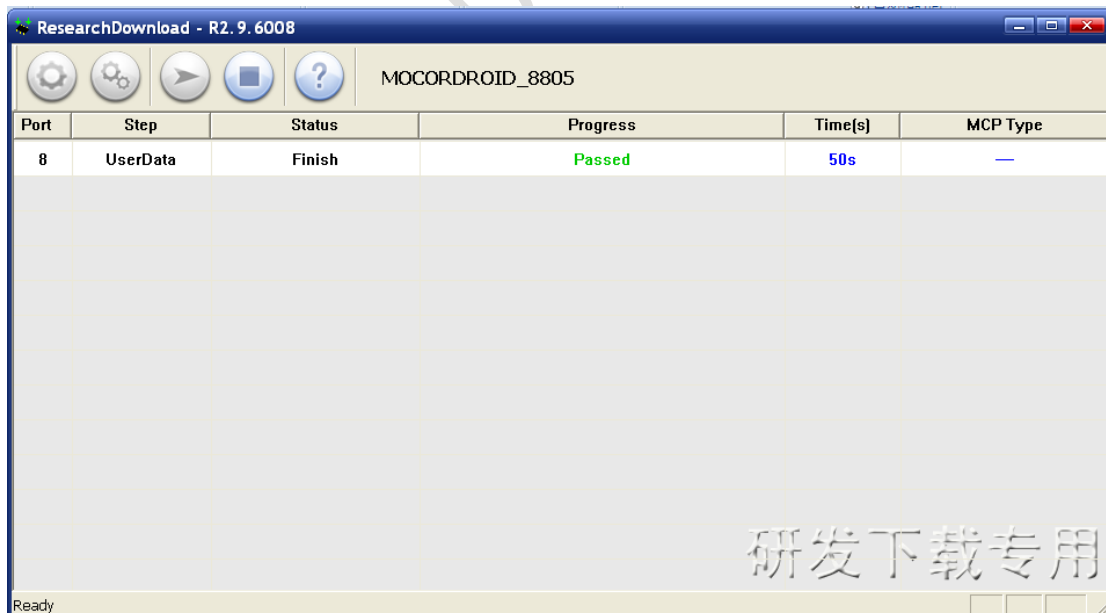 ResearchDownload - R2.9.6008
MOCORDROID_8805
Port Step Status Progress Time(s) MCP Type
8 UserData Finish Passed 50s —
研发下载专用
Ready